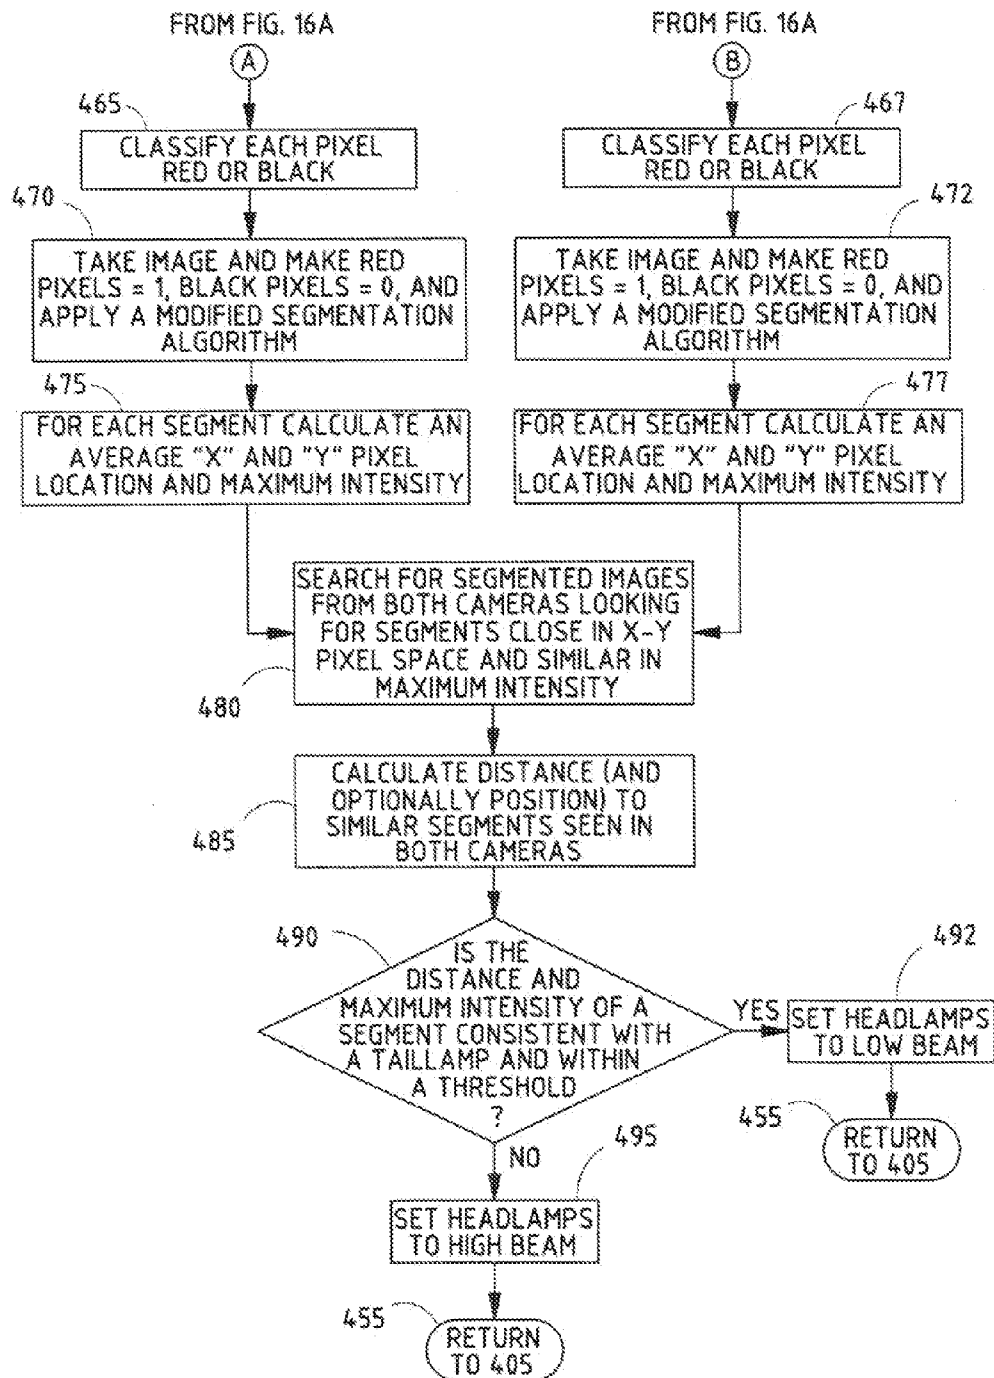 FROM FIG. 16A
A
465
CLASSIFY EACH PIXEL
RED OR BLACK
470
TAKE IMAGE AND MAKE RED
PIXELS = 1, BLACK PIXELS = 0, AND
APPLY A MODIFIED SEGMENTATION
ALGORITHM
475
FOR EACH SEGMENT CALCULATE AN
AVERAGE "X" AND "Y" PIXEL
LOCATION AND MAXIMUM INTENSITY
FROM FIG. 16A
B
467
CLASSIFY EACH PIXEL
RED OR BLACK
472
TAKE IMAGE AND MAKE RED
PIXELS = 1, BLACK PIXELS = 0, AND
APPLY A MODIFIED SEGMENTATION
ALGORITHM
477
FOR EACH SEGMENT CALCULATE AN
AVERAGE "X" AND "Y" PIXEL
LOCATION AND MAXIMUM INTENSITY
SEARCH FOR SEGMENTED IMAGES
FROM BOTH CAMERAS LOOKING
FOR SEGMENTS CLOSE IN X-Y
PIXEL SPACE AND SIMILAR IN
MAXIMUM INTENSITY
480
CALCULATE DISTANCE (AND
OPTIONALLY POSITION) TO
SIMILAR SEGMENTS SEEN IN
BOTH CAMERAS
485
490
IS THE
DISTANCE AND
MAXIMUM INTENSITY OF A
SEGMENT CONSISTENT WITH
A TAILLAMP AND WITHIN
A THRESHOLD
?
YES
492
SET HEADLAMPS
TO LOW BEAM
455
RETURN
TO 405
NO
495
SET HEADLAMPS
TO HIGH BEAM
455
RETURN
TO 405